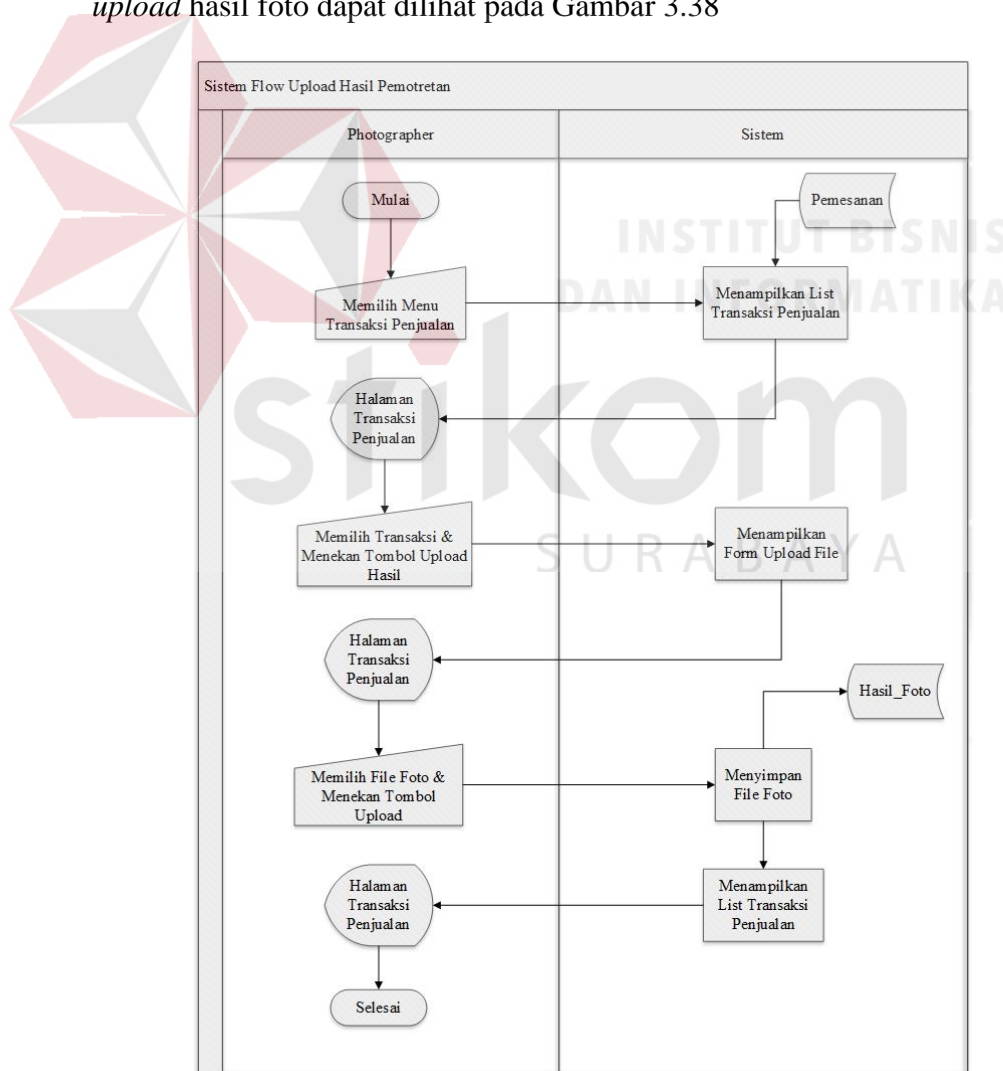 upload hasil foto dapat dilihat pada Gambar 3.38
Sistem Flow Upload Hasil Pemotretan
Photographer
Sistem
Mulai
Pemesanan
INSTITUT BISNIS
DAN INFORMATIKA
Memilih Menu
Transaksi Penjualan
Menampilkan List
Transaksi Penjualan
stikom
SURABAYA
Halaman
Transaksi
Penjualan
Memilih Transaksi &
Menekan Tombol Upload
Hasil
Menampilkan
Form Upload File
Halaman
Transaksi
Penjualan
Hasil_Foto
Memilih File Foto &
Menekan Tombol
Upload
Menyimpan
File Foto
Halaman
Transaksi
Penjualan
Menampilkan
List Transaksi
Penjualan
Selesai